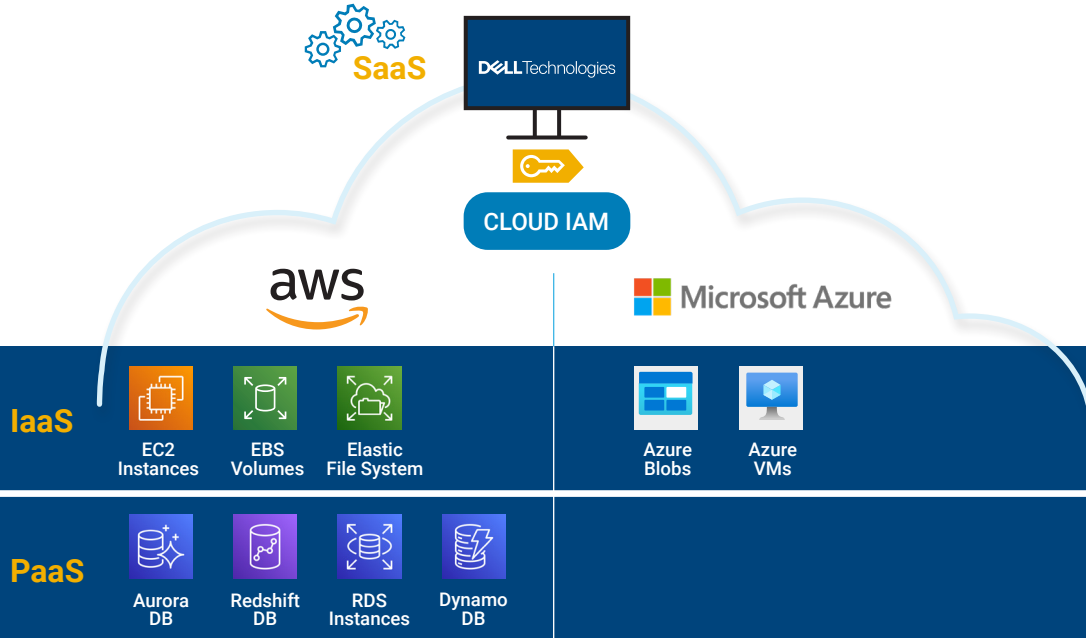 SaaS
DELLTechnologies
CLOUD IAM
aws
Microsoft Azure
IaaS
EC2
Instances
EBS
Volumes
Elastic
File System
Azure
Blobs
Azure
VMs
PaaS
Aurora
DB
Redshift
DB
RDS
Instances
Dynamo
DB